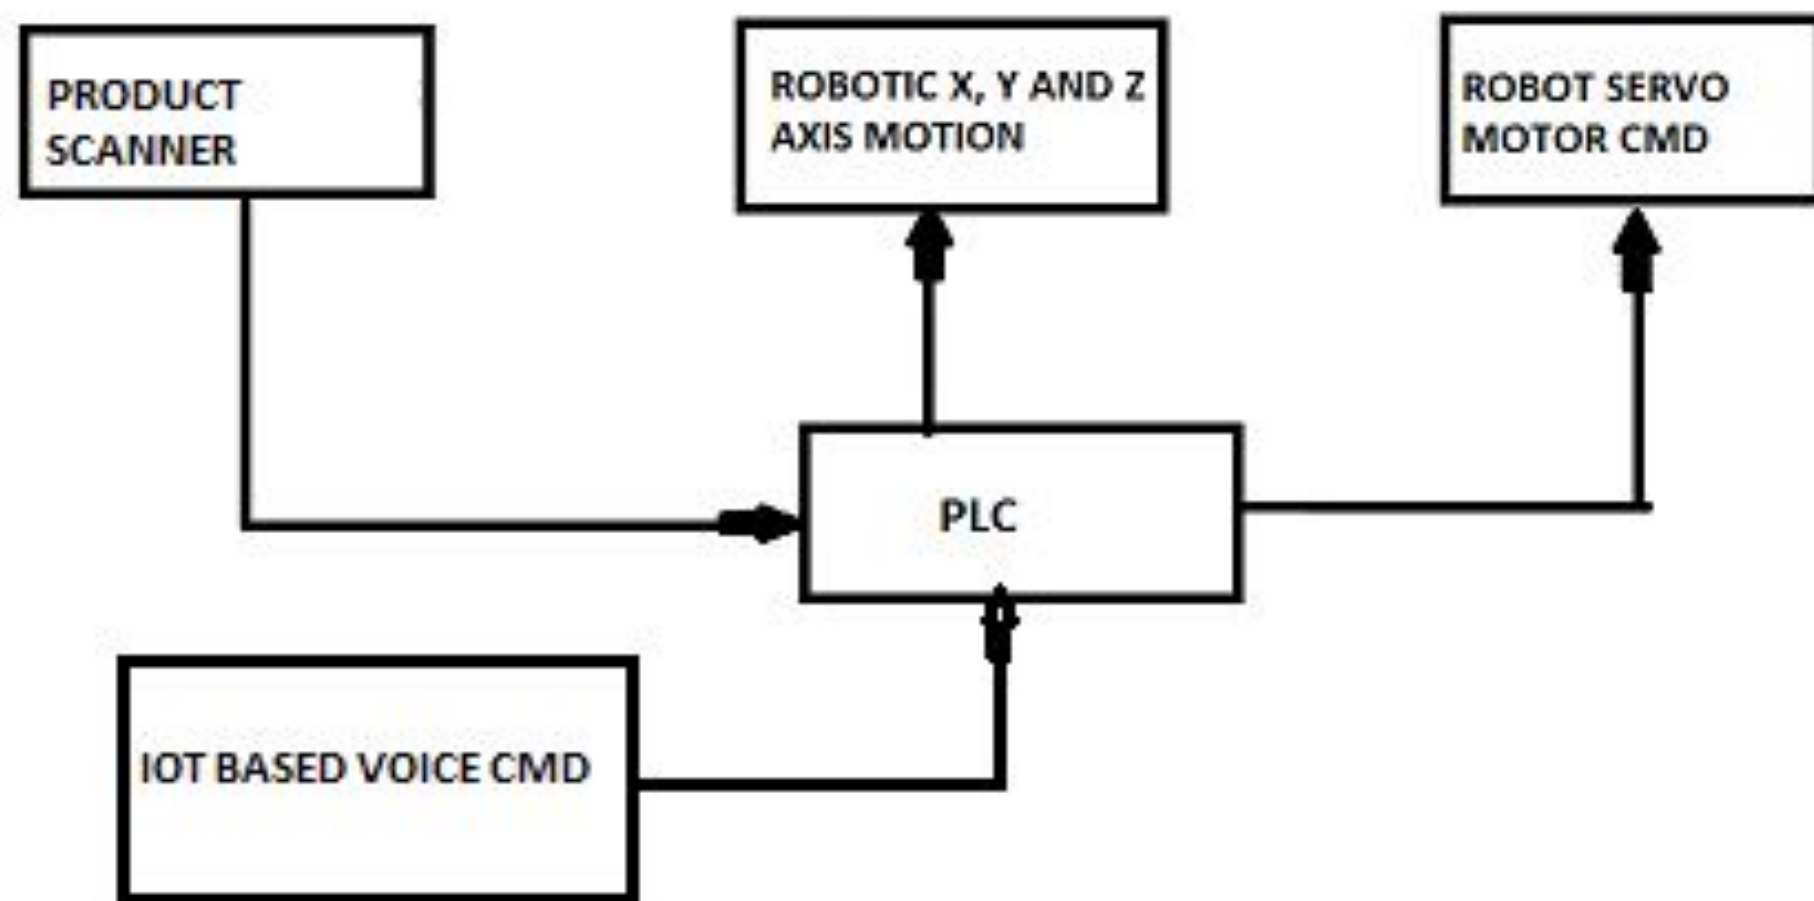 PRODUCT
SCANNER
ROBOTIC X, Y AND Z
AXIS MOTION
ROBOT SERVO
MOTOR CMD
PLC
IOT BASED VOICE CMD